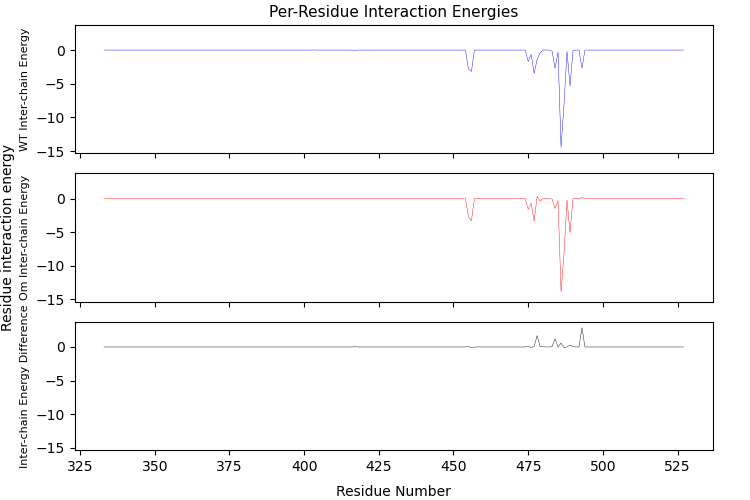 Per-Residue Interaction Energies
Residue interaction energy
WT Inter-chain Energy
0
−5
−10
−15
Om Inter-chain Energy
0
−5
−10
−15
Inter-chain Energy Difference
0
−5
−10
−15
325 350 375 400 425 450 475 500 525
Residue Number